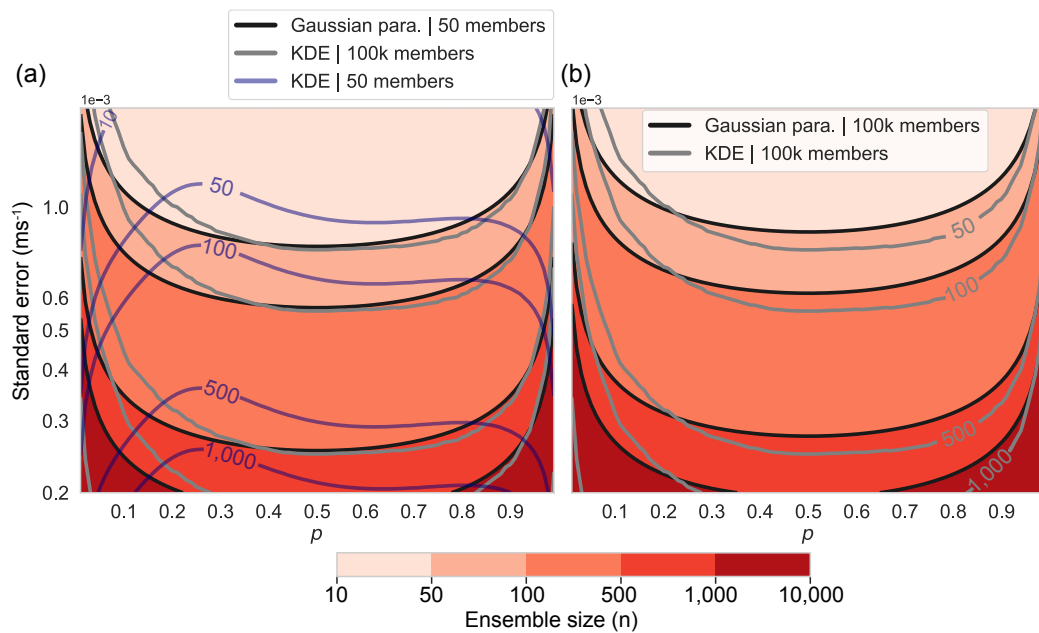 Gaussian para. | 50 members
KDE | 100k members
KDE | 50 members
(a)
(b)
1e−3
1e−3
Gaussian para. | 100k members
KDE | 100k members
10
50
100
500
1,000
50
100
500
1,000
Standard error (ms-1)
1.0
0.6
0.5
0.4
0.3
0.2
0.1 0.2 0.3 0.4 0.5 0.6 0.7 0.8 0.9
p
0.1 0.2 0.3 0.4 0.5 0.6 0.7 0.8 0.9
p
10 50 100 500 1,000 10,000
Ensemble size (n)